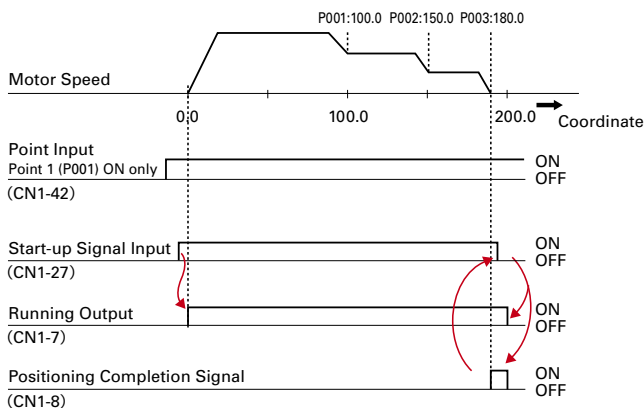 P001:100.0 P002:150.0 P003:180.0
Motor Speed
0.0 100.0 200.0
Coordinate
Point Input
Point 1 (P001) ON only
(CN1-42)
ON
OFF
Start-up Signal Input
(CN1-27)
ON
OFF
Running Output
(CN1-7)
ON
OFF
Positioning Completion Signal
(CN1-8)
ON
OFF